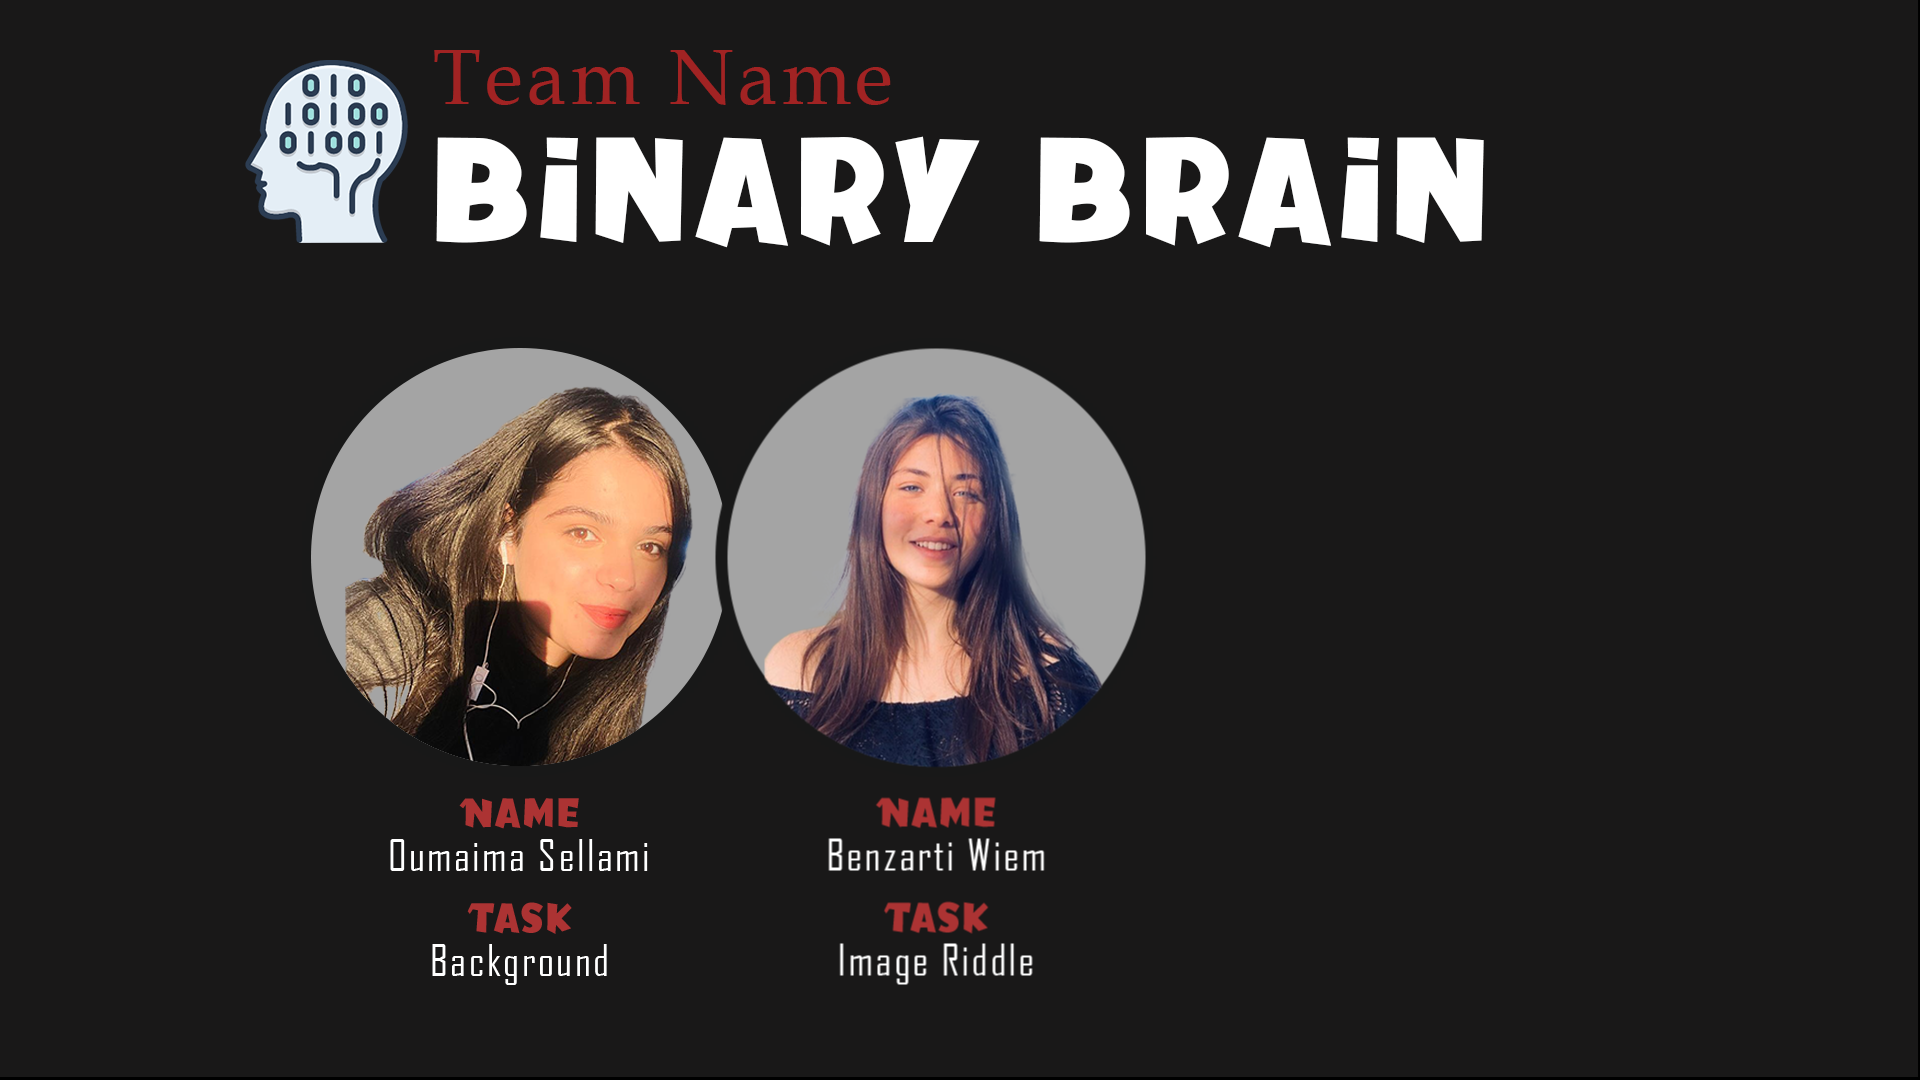 Team Name
BiNARY BRAiN
010
10100
01001
NAME
Oumaima Sellami
TASK
Background
NAME
Benzarti Wiem
TASK
Image Riddle